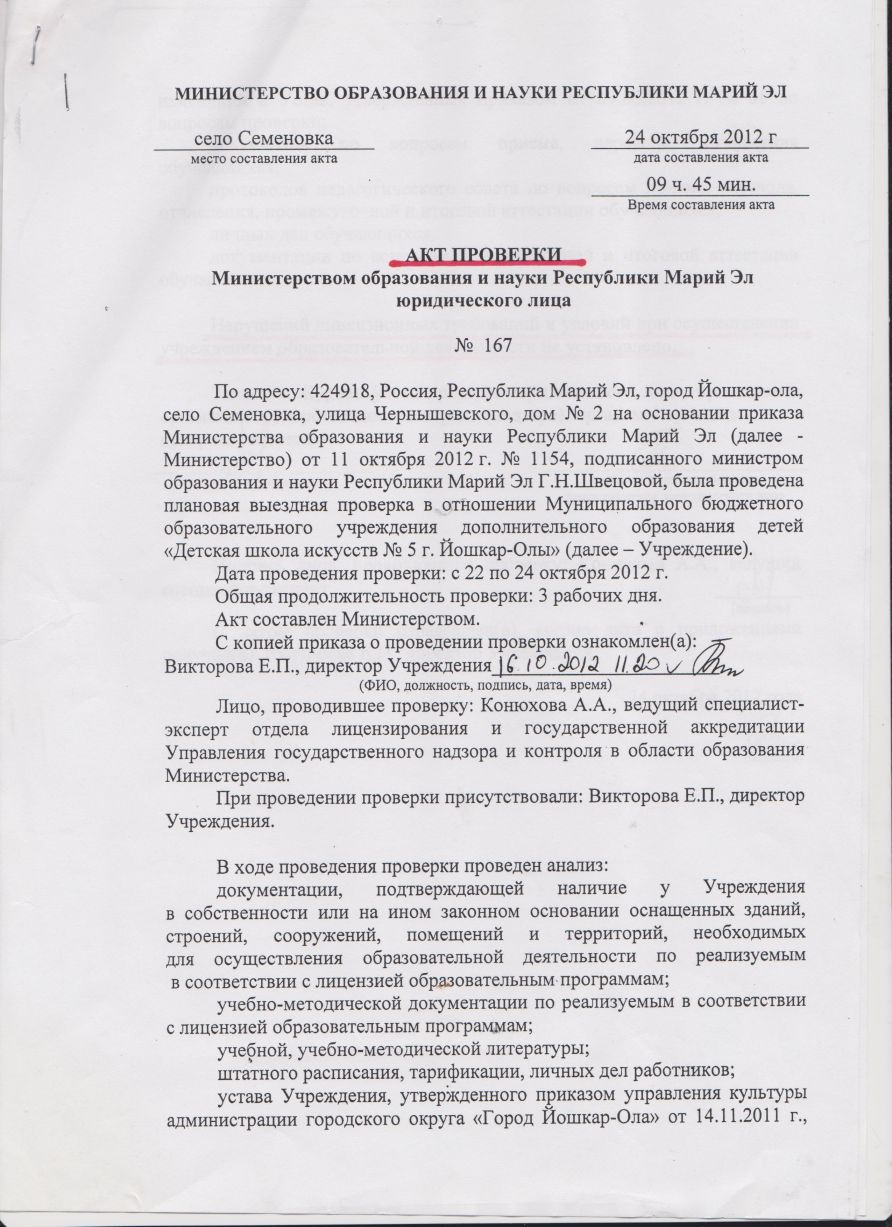 МИНИСТЕРСТВО ОБРАЗОВАНИЯ И НАУКИ РЕСПУБЛИКИ МАРИЙ ЭЛ
село Семеновка 24 октября 2012 г
место составления акта дата составления акта
09 ч. 45 мин.
Время составления акта
АКТ ПРОВЕРКИ
Министерством образования и науки Республики Марий Эл
юридического лица
№ 167
По адресу: 424918, Россия, Республика Марий Эл, город Йошкар-ола,
село Семеновка, улица Чернышевского, дом № 2 на основании приказа
Министерства образования и науки Республики Марий Эл (далее -
Министерство) от 11 октября 2012 г. № 1154, подписанного министром
образования и науки Республики Марий Эл Г.Н.Швецовой, была проведена
плановая выездная проверка в отношении Муниципального бюджетного
образовательного учреждения дополнительного образования детей
«Детская школа искусств № 5 г. Йошкар-Олы» (далее – Учреждение).
Дата проведения проверки: с 22 по 24 октября 2012 г.
Общая продолжительность проверки: 3 рабочих дня.
Акт составлен Министерством.
С копией приказа о проведении проверки ознакомлен(а):
Викторова Е.П., директор Учреждения 16.10.2012 11.20
(ФИО, должность, подпись, дата, время)
Лицо, проводившее проверку: Конюхова А.А., ведущий специалист-
эксперт отдела лицензирования и государственной аккредитации
Управления государственного надзора и контроля в области образования
Министерства.
При проведении проверки присутствовали: Викторова Е.П., директор
Учреждения.
В ходе проведения проверки проведен анализ:
документации, подтверждающей наличие у Учреждения
в собственности или на ином законном основании оснащенных зданий,
строений, сооружений, помещений и территорий, необходимых
для осуществления образовательной деятельности по реализуемым
в соответствии с лицензией образовательным программам;
учебно-методической документации по реализуемым в соответствии
с лицензией образовательным программам;
учебной, учебно-методической литературы;
штатного расписания, тарификации, личных дел работников;
устава Учреждения, утвержденного приказом управления культуры
администрации городского округа «Город Йошкар-Ола» от 14.11.2011 г.,